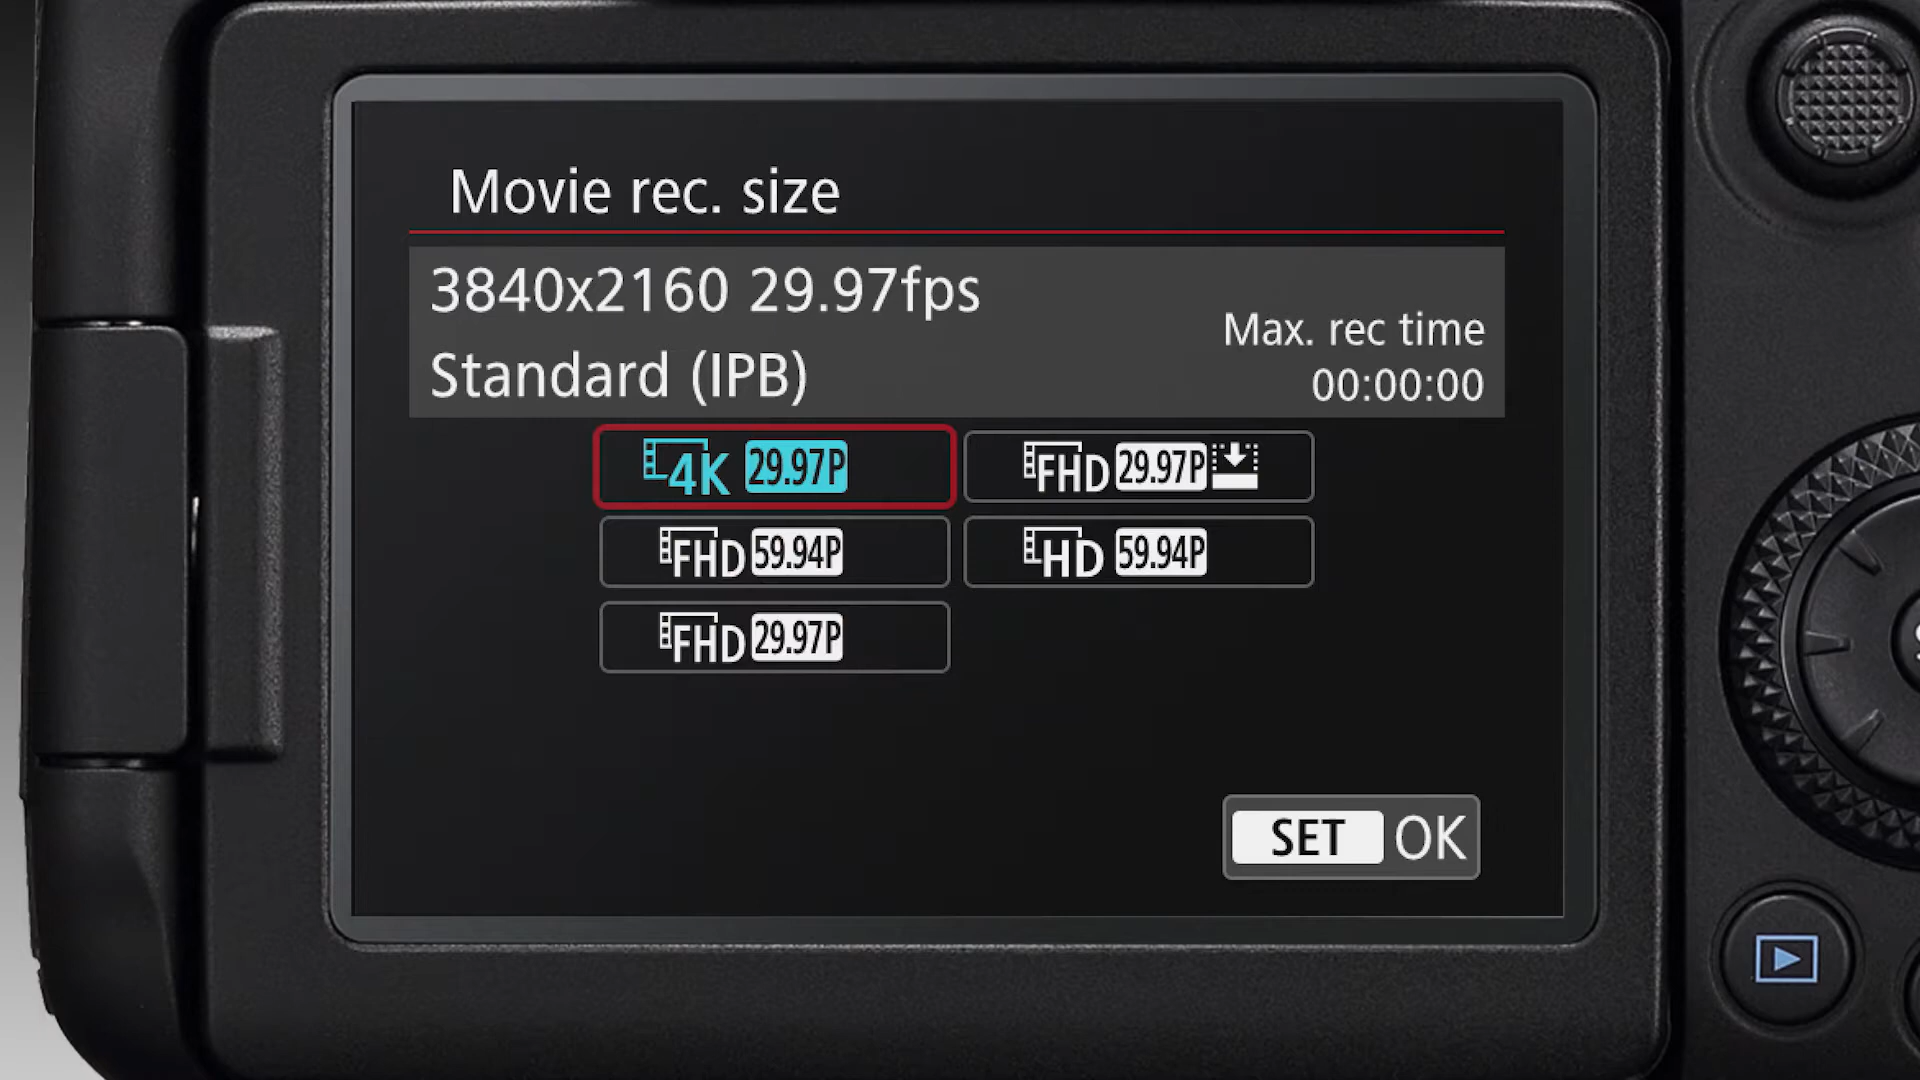 Movie rec. size
3840x2160 29.97fps
Standard (IPB)
Max. rec time
00:00:00
4K 29.97P
FHD 29.97P
FHD 59.94P
HD 59.94P
FHD 29.97P
SET OK